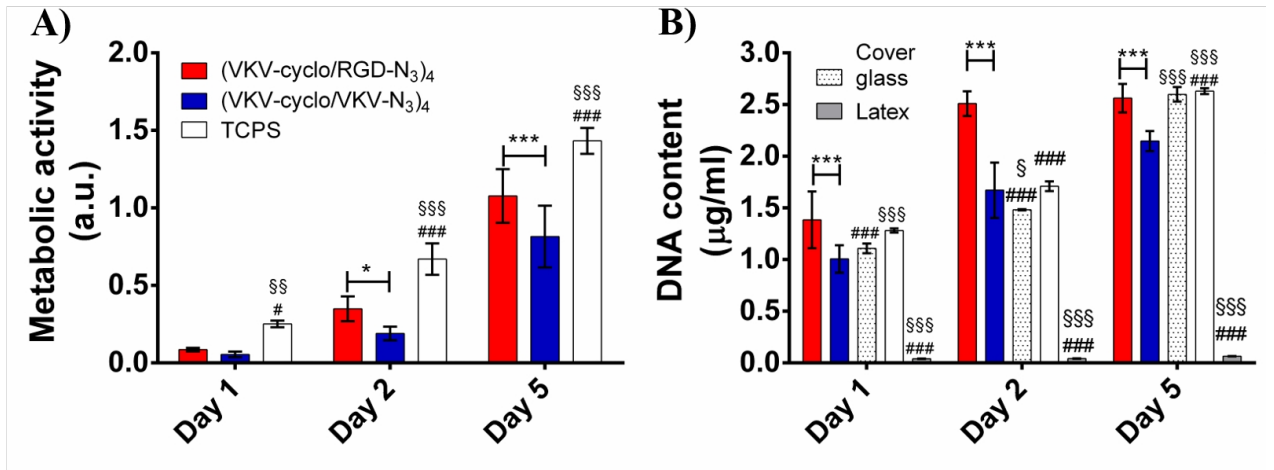 A)
Metabolic activity
(a.u.)
2.0
1.5
1.0
0.5
0.0
(VKV-cyclo/RGD-N₃)₄
(VKV-cyclo/VKV-N₃)₄
TCPS
§§
#
*
§§§
###
***
§§§
###
Day 1
Day 2
Day 5
B)
DNA content
(µg/ml)
3.0
2.5
2.0
1.5
1.0
0.5
0.0
Cover
glass
Latex
***
###
§§§
§§§
###
***
§
###
###
§§§
###
***
§§§
§§§
###
§§§
###
Day 1
Day 2
Day 5